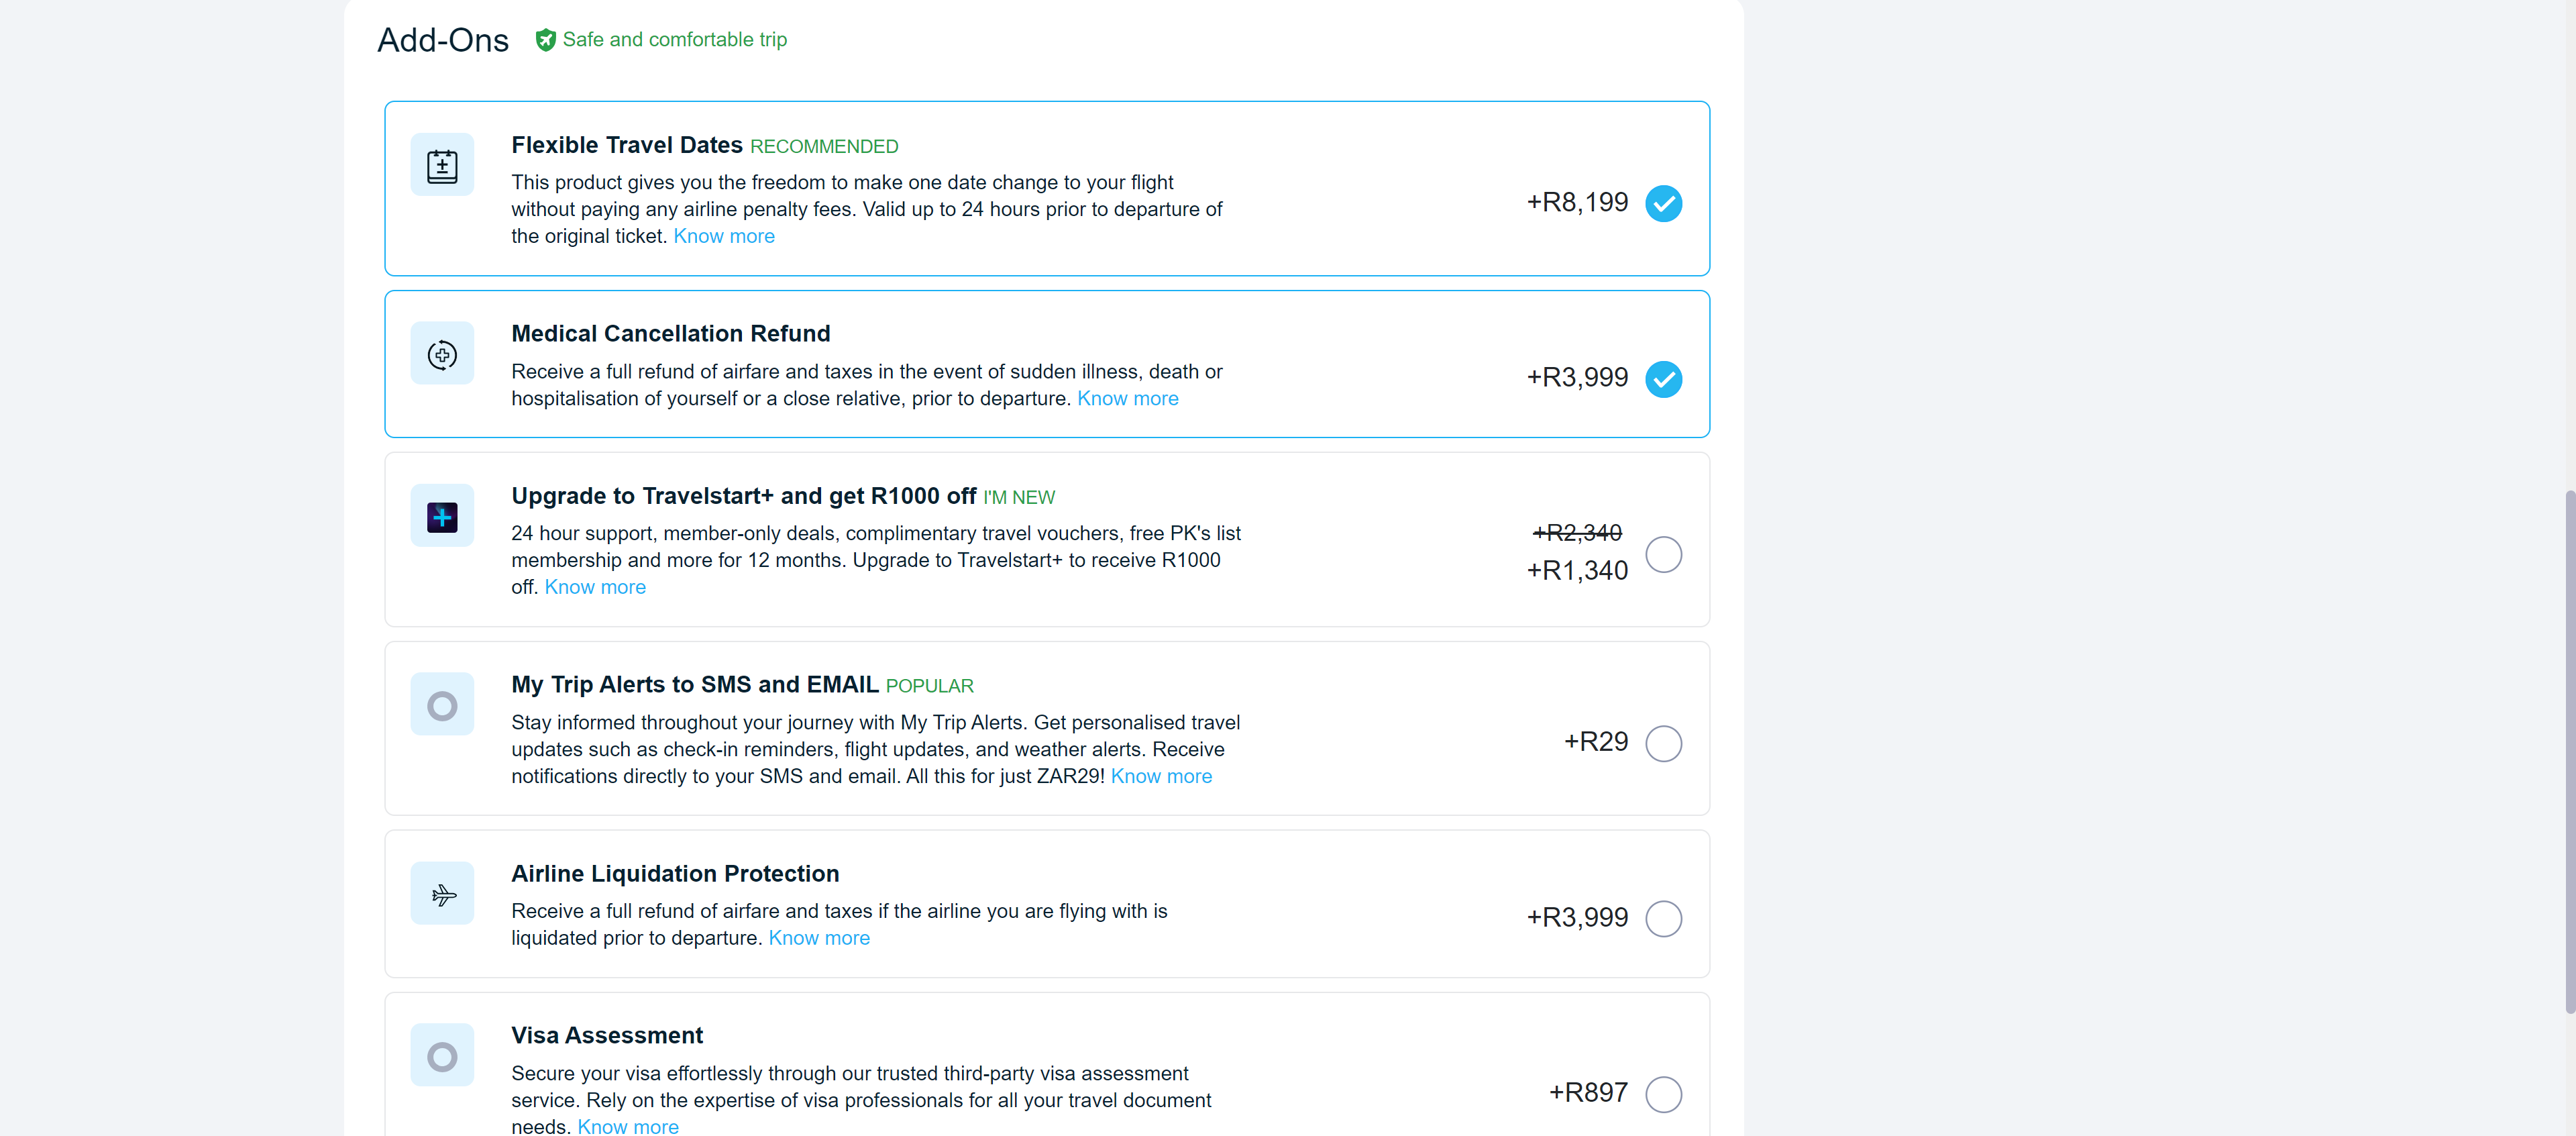 Add-Ons Safe and comfortable trip
Flexible Travel Dates RECOMMENDED
This product gives you the freedom to make one date change to your flight
without paying any airline penalty fees. Valid up to 24 hours prior to departure of
the original ticket. Know more
+R8,199
Medical Cancellation Refund
Receive a full refund of airfare and taxes in the event of sudden illness, death or
hospitalisation of yourself or a close relative, prior to departure. Know more
+R3,999
Upgrade to Travelstart+ and get R1000 off I'M NEW
24 hour support, member-only deals, complimentary travel vouchers, free PK's list
membership and more for 12 months. Upgrade to Travelstart+ to receive R1000
off. Know more
+R2,340
+R1,340
My Trip Alerts to SMS and EMAIL POPULAR
Stay informed throughout your journey with My Trip Alerts. Get personalised travel
updates such as check-in reminders, flight updates, and weather alerts. Receive
notifications directly to your SMS and email. All this for just ZAR29! Know more
+R29
Airline Liquidation Protection
Receive a full refund of airfare and taxes if the airline you are flying with is
liquidated prior to departure. Know more
+R3,999
Visa Assessment
Secure your visa effortlessly through our trusted third-party visa assessment
service. Rely on the expertise of visa professionals for all your travel document
needs. Know more
+R897